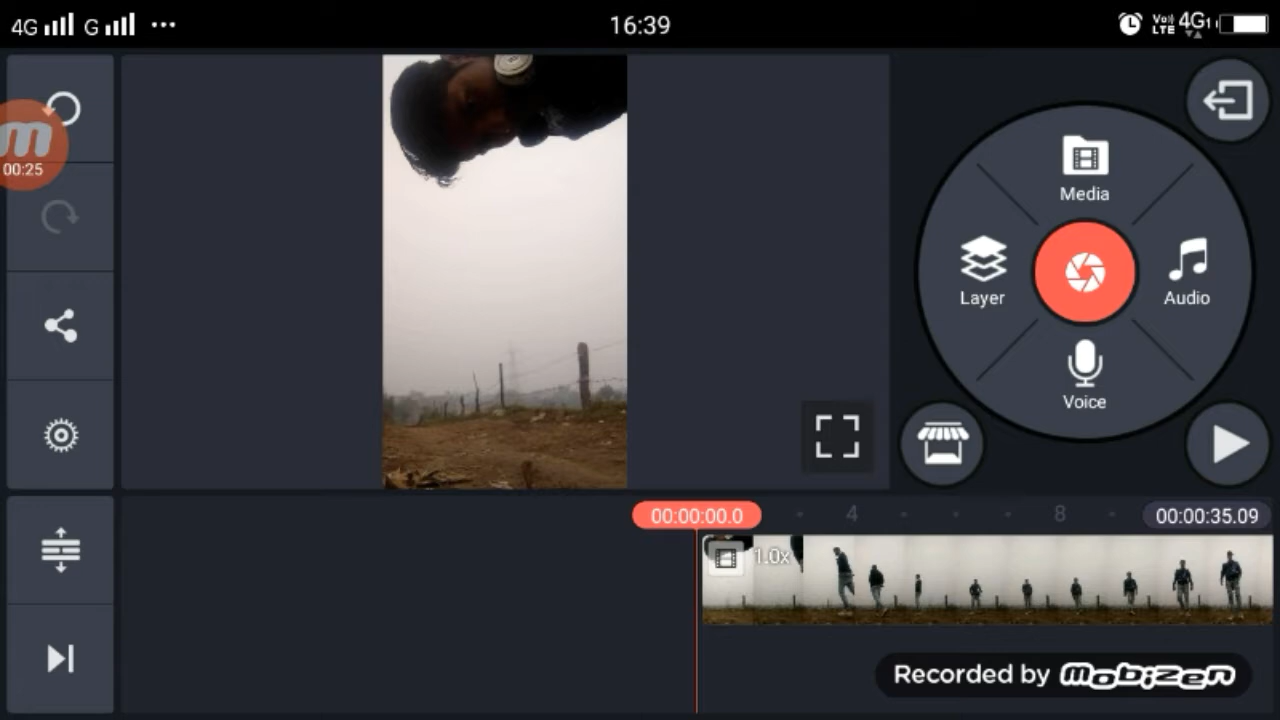 4G G ••• 16:39 Vo)) LTE 4G
m
00:25
Media
Layer
Audio
Voice
00:00:00.0 4 8 00:00:35.09
1.0x
Recorded by mobizen